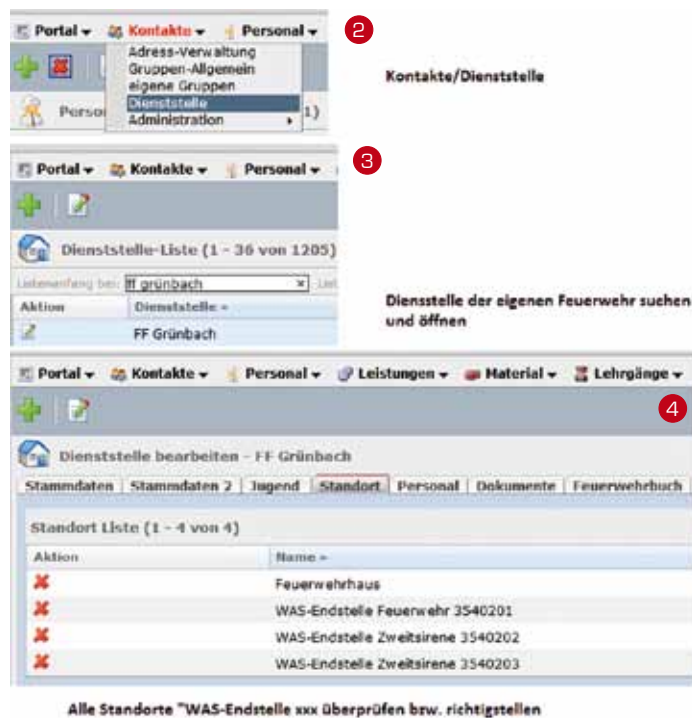 Portal Kontakte Personal 2
Adress-Verwaltung
Gruppen-Allgemein
eigene Gruppen
Dienststelle
Administration
Perso 1)
Kontakte/Dienststelle
Portal Kontakte Personal 3
Dienststelle-Liste (1 - 36 von 1205)
Listenanfang bei: ff grünbach x
Aktion Dienststelle
FF Grünbach
Diensstelle der eigenen Feuerwehr suchen
und öffnen
Portal Kontakte Personal Leistungen Material Lehrgänge
4
Dienststelle bearbeiten - FF Grünbach
Stammdaten Stammdaten 2 Jugend Standort Personal Dokumente Feuerwehrbuch
Standort Liste (1 - 4 von 4)
Aktion Name
Feuerwehrhaus
WAS-Endstelle Feuerwehr 3540201
WAS-Endstelle Zweitsirene 3540202
WAS-Endstelle Zweitsirene 3540203
Alle Standorte "WAS-Endstelle xxx überprüfen bzw. richtigstellen